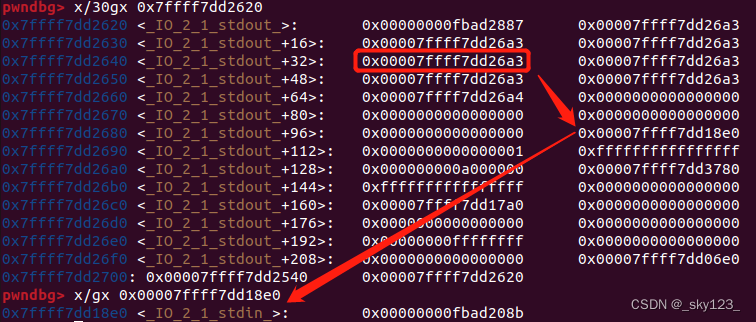 pwndbg> x/30gx 0x7ffff7dd2620
0x7ffff7dd2620 <_IO_2_1_stdout_>: 0x00000000fbad2887 0x00007ffff7dd26a3
0x7ffff7dd2630 <_IO_2_1_stdout_+16>: 0x00007ffff7dd26a3 0x00007ffff7dd26a3
0x7ffff7dd2640 <_IO_2_1_stdout_+32>: 0x00007ffff7dd26a3 0x00007ffff7dd26a3
0x7ffff7dd2650 <_IO_2_1_stdout_+48>: 0x00007ffff7dd26a3 0x00007ffff7dd26a3
0x7ffff7dd2660 <_IO_2_1_stdout_+64>: 0x00007ffff7dd26a4 0x0000000000000000
0x7ffff7dd2670 <_IO_2_1_stdout_+80>: 0x0000000000000000 0x0000000000000000
0x7ffff7dd2680 <_IO_2_1_stdout_+96>: 0x0000000000000000 0x00007ffff7dd18e0
0x7ffff7dd2690 <_IO_2_1_stdout_+112>: 0x0000000000000001 0xffffffffffffffff
0x7ffff7dd26a0 <_IO_2_1_stdout_+128>: 0x000000000a000000 0x00007ffff7dd3780
0x7ffff7dd26b0 <_IO_2_1_stdout_+144>: 0xffffffffffffffff 0x0000000000000000
0x7ffff7dd26c0 <_IO_2_1_stdout_+160>: 0x00007ffff7dd17a0 0x0000000000000000
0x7ffff7dd26d0 <_IO_2_1_stdout_+176>: 0x0000000000000000 0x0000000000000000
0x7ffff7dd26e0 <_IO_2_1_stdout_+192>: 0x00000000ffffffff 0x0000000000000000
0x7ffff7dd26f0 <_IO_2_1_stdout_+208>: 0x0000000000000000 0x00007ffff7dd06e0
0x7ffff7dd2700: 0x00007ffff7dd2540 0x00007ffff7dd2620
pwndbg> x/gx 0x00007ffff7dd18e0
0x7ffff7dd18e0 <_IO_2_1_stdin_>: 0x00000000fbad208b
CSDN @_sky123_